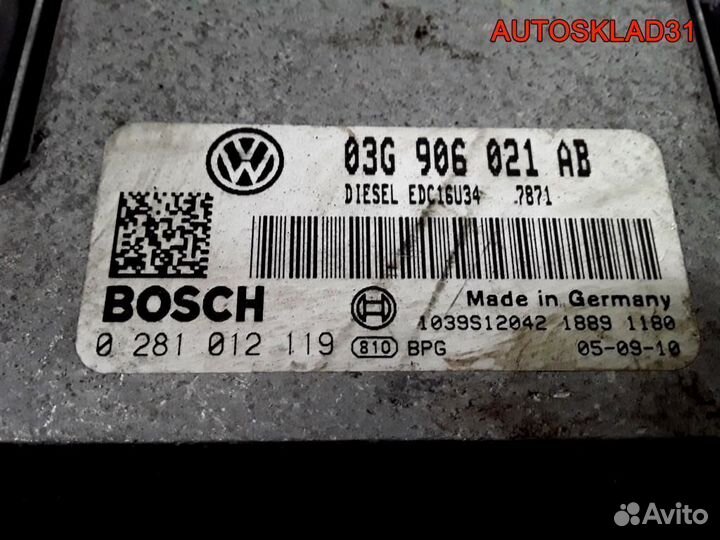 AUTOSKLAD31
03G 906 021 AB
DIESEL EDC16U34 7871
BOSCH
Made in Germany
1039S12042 1889 1180
0 281 012 119 810 BPG 05-09-10
Avito